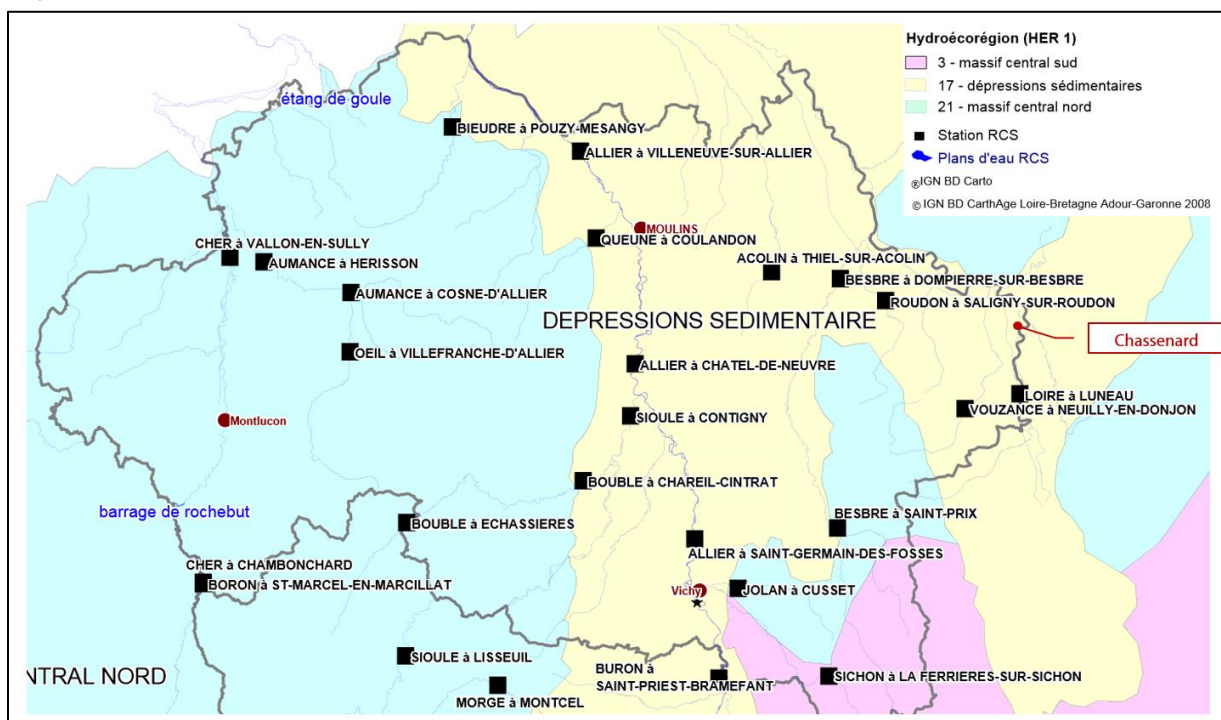 Hydroécorégion (HER 1)
3 - massif central sud
17 - dépressions sédimentaires
21 - massif central nord
Station RCS
Plans d'eau RCS
®IGN BD Carto
© IGN BD CarthAge Loire-Bretagne Adour-Garonne 2008
étang de goule
BIEUDRE à POUZY-MESANGY
ALLIER à VILLENEUVE-SUR-ALLIER
MOULINS
QUEUNE à COULANDON
CHER à VALLON-EN-SULLY
AUMANCE à HERISSON
ACOLIN à THIEL-SUR-ACOLIN
BESBRE à DOMPIERRE-SUR-BESBRE
AUMANCE à COSNE-D'ALLIER
ROUDON à SALIGNY-SUR-ROUDON
DEPRESSIONS SEDIMENTAIRE
Chassenard
OEIL à VILLEFRANCHE-D'ALLIER
ALLIER à CHATEL-DE-NEUVRE
LOIRE à LUNEAU
VOUZANCE à NEUILLY-EN-DONJON
SIOULE à CONTIGNY
Montlucon
BOUBLE à CHAREIL-CINTRAT
barrage de rochebut
BOUBLE à ECHASSIERES
BESBRE à SAINT-PRIX
ALLIER à SAINT-GERMAIN-DES-FOSSES
CHER à CHAMBONCHARD
BORON à ST-MARCEL-EN-MARCILLAT
Vichy
JOLAN à CUSSET
SIOULE à LISSEUIL
NTRAL NORD
BURON à
SAINT-PRIEST-BRAMEFANT
SICHON à LA FERRIERES-SUR-SICHON
MORGE à MONTCEL